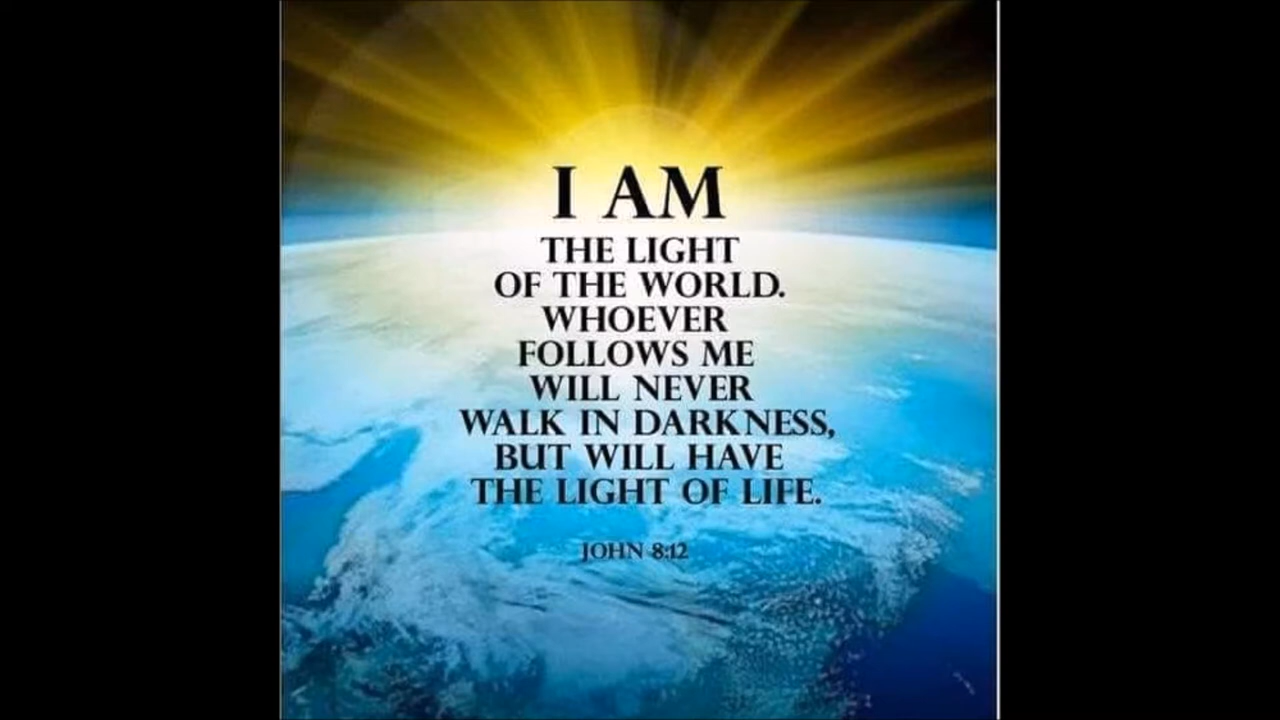 I AM
THE LIGHT
OF THE WORLD.
WHOEVER
FOLLOWS ME
WILL NEVER
WALK IN DARKNESS,
BUT WILL HAVE
THE LIGHT OF LIFE.
JOHN 8:12